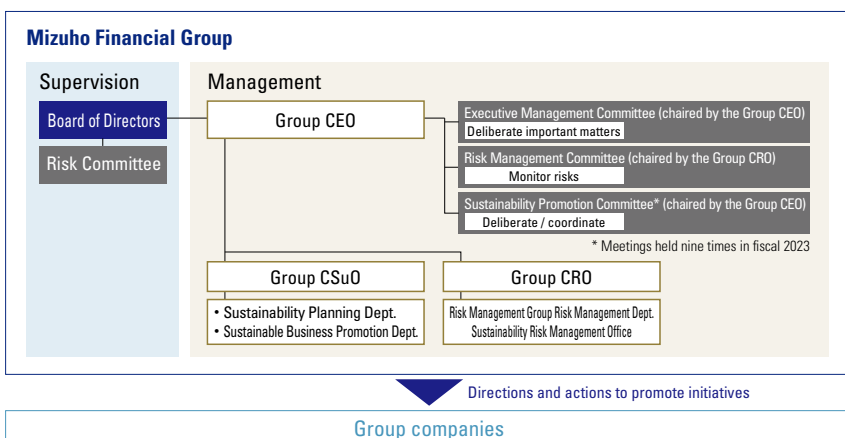 Mizuho Financial Group
Supervision
Board of Directors
Risk Committee
Management
Group CEO
Executive Management Committee (chaired by the Group CEO)
Deliberate important matters
Risk Management Committee (chaired by the Group CRO)
Monitor risks
Sustainability Promotion Committee* (chaired by the Group CEO)
Deliberate / coordinate
* Meetings held nine times in fiscal 2023
Group CSuO
• Sustainability Planning Dept.
• Sustainable Business Promotion Dept.
Group CRO
Risk Management Group Risk Management Dept.
Sustainability Risk Management Office
Directions and actions to promote initiatives
Group companies